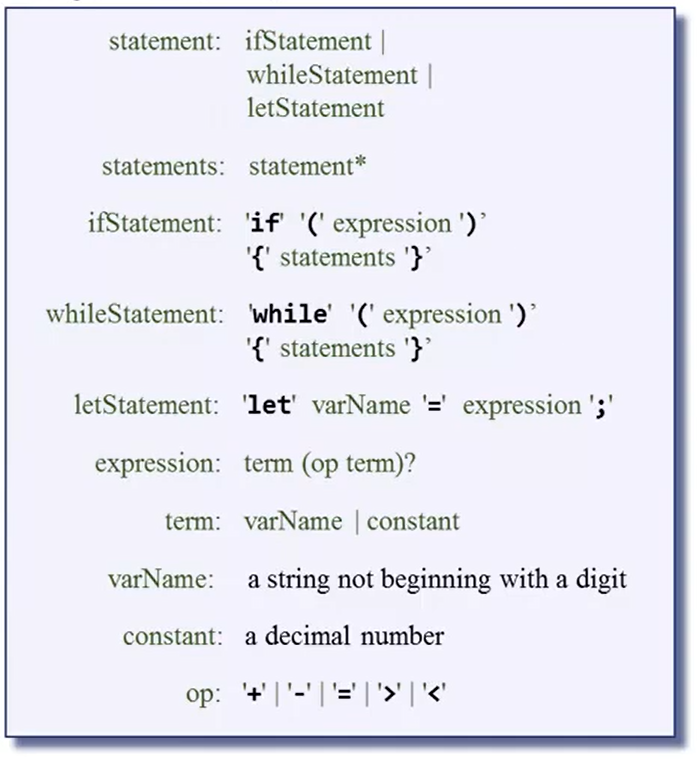 statement: ifStatement |
whileStatement |
letStatement
statements: statement*
ifStatement: 'if' '(' expression ')’
'{' statements '}’
whileStatement: 'while' '(' expression ')’
'{' statements '}’
letStatement: 'let' varName '=' expression ';'
expression: term (op term)?
term: varName | constant
varName: a string not beginning with a digit
constant: a decimal number
op: '+' | '-' | '=' | '>' | '<'